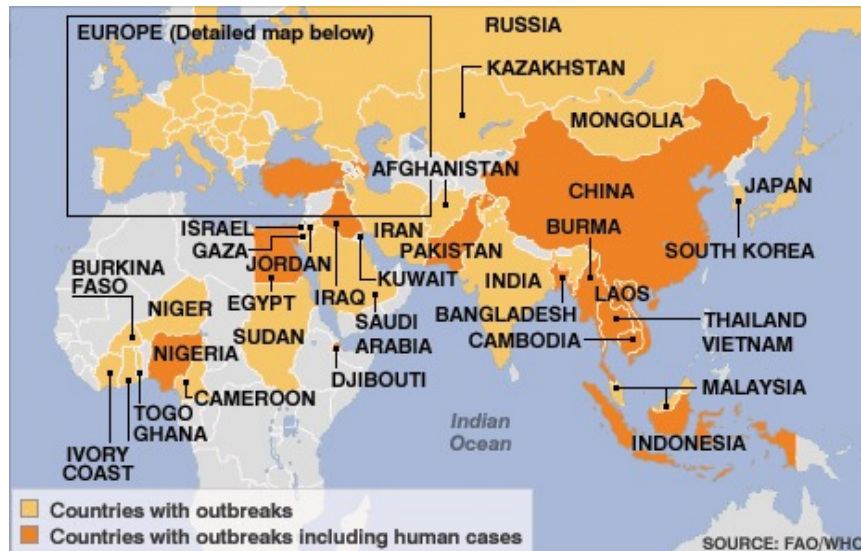 EUROPE (Detailed map below)
RUSSIA
KAZAKHSTAN
MONGOLIA
AFGHANISTAN
CHINA
JAPAN
ISRAEL
GAZA
JORDAN
IRAN
PAKISTAN
BURMA
SOUTH KOREA
BURKINA
FASO
NIGER
EGYPT
IRAQ
KUWAIT
INDIA
LAOS
BANGLADESH
SAUDI
ARABIA
SUDAN
CAMBODIA
THAILAND
VIETNAM
NIGERIA
DJIBOUTI
CAMEROON
MALAYSIA
TOGO
GHANA
IVORY
COAST
Indian
Ocean
INDONESIA
Countries with outbreaks
Countries with outbreaks including human cases
SOURCE: FAO/WHO